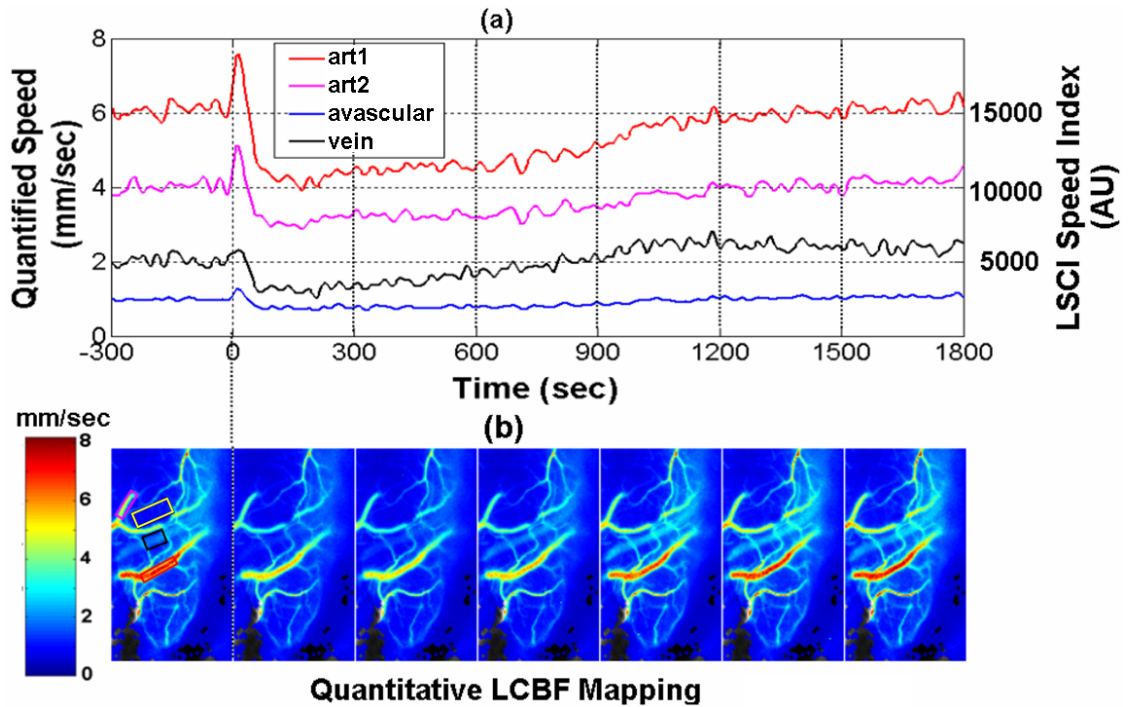 (a)
Quantified Speed
(mm/sec)
8
6
4
2
0
art1
art2
avascular
vein
15000
10000
5000
LSCI Speed Index
(AU)
-300 0 300 600 900 1200 1500 1800
Time (sec)
(b)
mm/sec
8
6
4
2
0
Quantitative LCBF Mapping